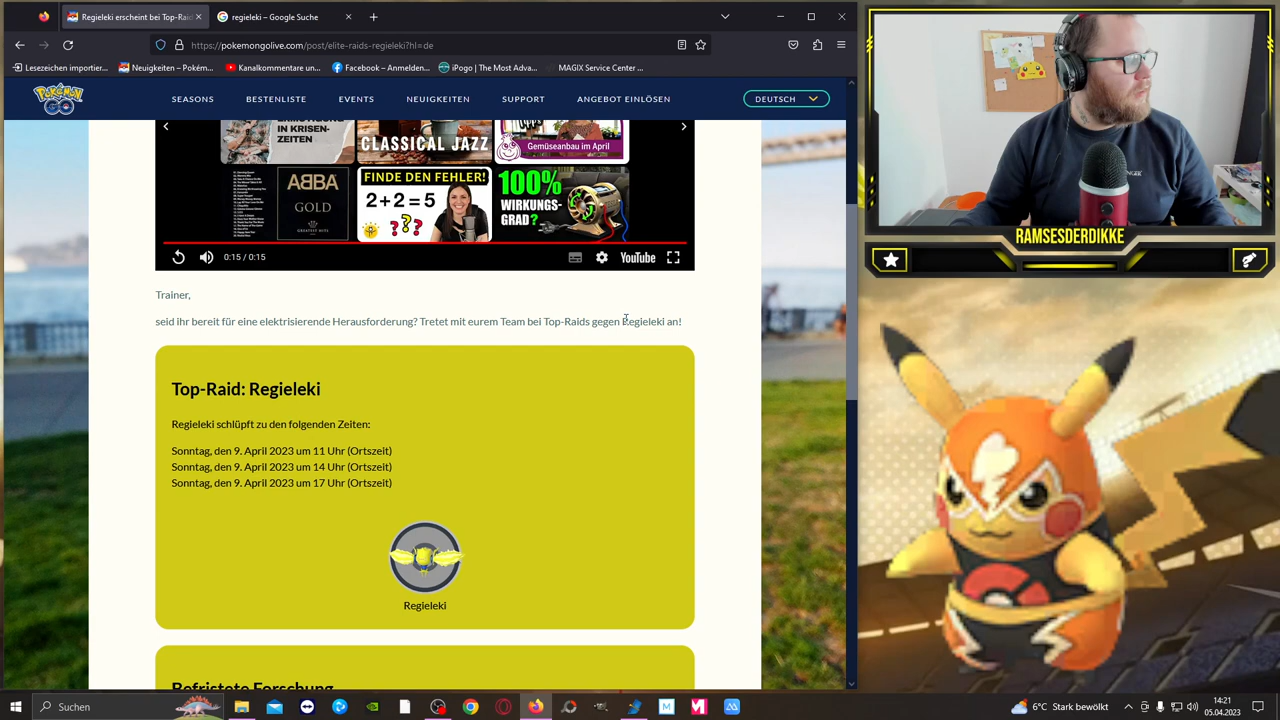 Regieleki erscheint bei Top-Raid
regieleki – Google Suche
https://pokemongolive.com/post/elite-raids-regieleki?hl=de
Lesezeichen importier...
Neuigkeiten – Pokém...
Kanalkommentare un...
Facebook – Anmelden...
iPogo | The Most Adva...
MAGIX Service Center ...
Pokémon GO
SEASONS
BESTENLISTE
EVENTS
NEUIGKEITEN
SUPPORT
ANGEBOT EINLÖSEN
DEUTSCH
IN KRISEN-
ZEITEN
CLASSICAL JAZZ
Gemüseanbau im April
ABBA
GOLD
GREATEST HITS
FINDE DEN FEHLER!
2+2=5
???
100%
WIRKUNGS-
GRAD?
0:15 / 0:15
YouTube
Trainer,
seid ihr bereit für eine elektrisierende Herausforderung? Tretet mit eurem Team bei Top-Raids gegen Regieleki an!
Top-Raid: Regieleki
Regieleki schlüpft zu den folgenden Zeiten:
Sonntag, den 9. April 2023 um 11 Uhr (Ortszeit)
Sonntag, den 9. April 2023 um 14 Uhr (Ortszeit)
Sonntag, den 9. April 2023 um 17 Uhr (Ortszeit)
Regieleki
Befristete Forschung
RAMSESDERDIKKE
Suchen
6°C Stark bewölkt
14:21
05.04.2023